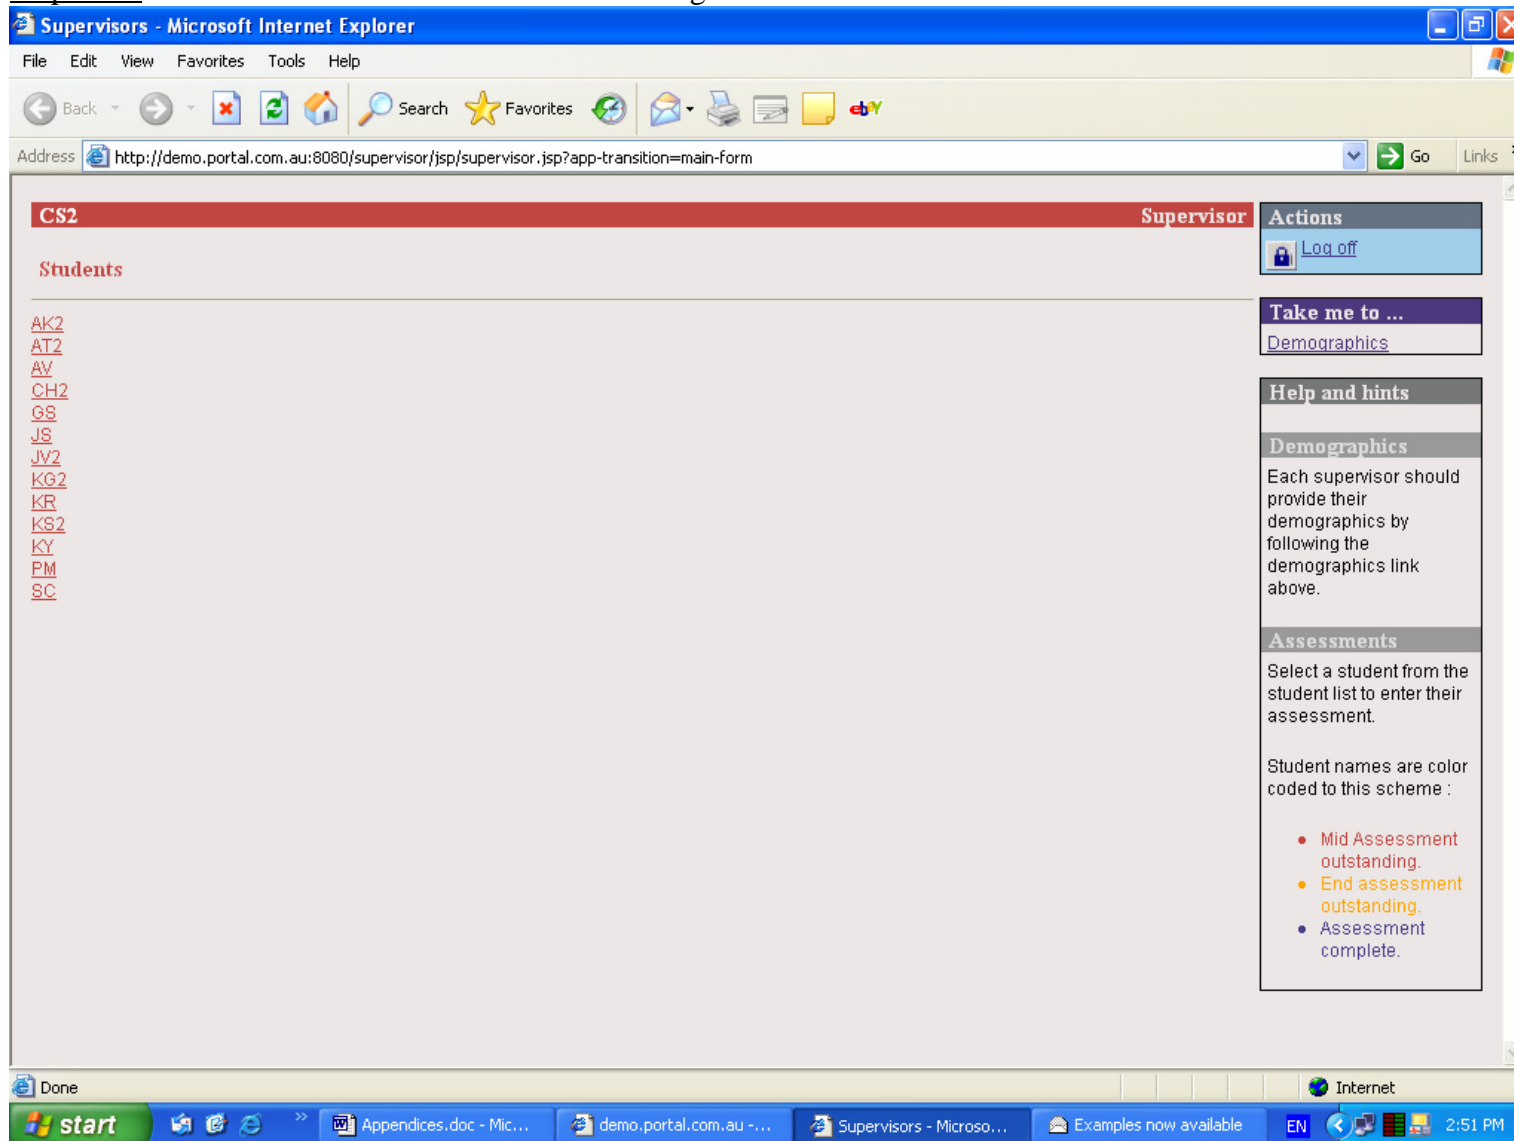 Supervisors - Microsoft Internet Explorer
File Edit View Favorites Tools Help
Back Search Favorites ebY
Address http://demo.portal.com.au:8080/supervisor/jsp/supervisor.jsp?app-transition=main-form Go Links
CS2 Supervisor
Students
AK2
AT2
AV
CH2
GS
JS
JV2
KG2
KR
KS2
KY
PM
SC
Actions
Log off
Take me to ...
Demographics
Help and hints
Demographics
Each supervisor should
provide their
demographics by
following the
demographics link
above.
Assessments
Select a student from the
student list to enter their
assessment.
Student names are color
coded to this scheme :
• Mid Assessment
outstanding.
• End assessment
outstanding.
• Assessment
complete.
Done Internet
start Appendices.doc - Mic... demo.portal.com.au -... Supervisors - Microso... Examples now available EN 2:51 PM